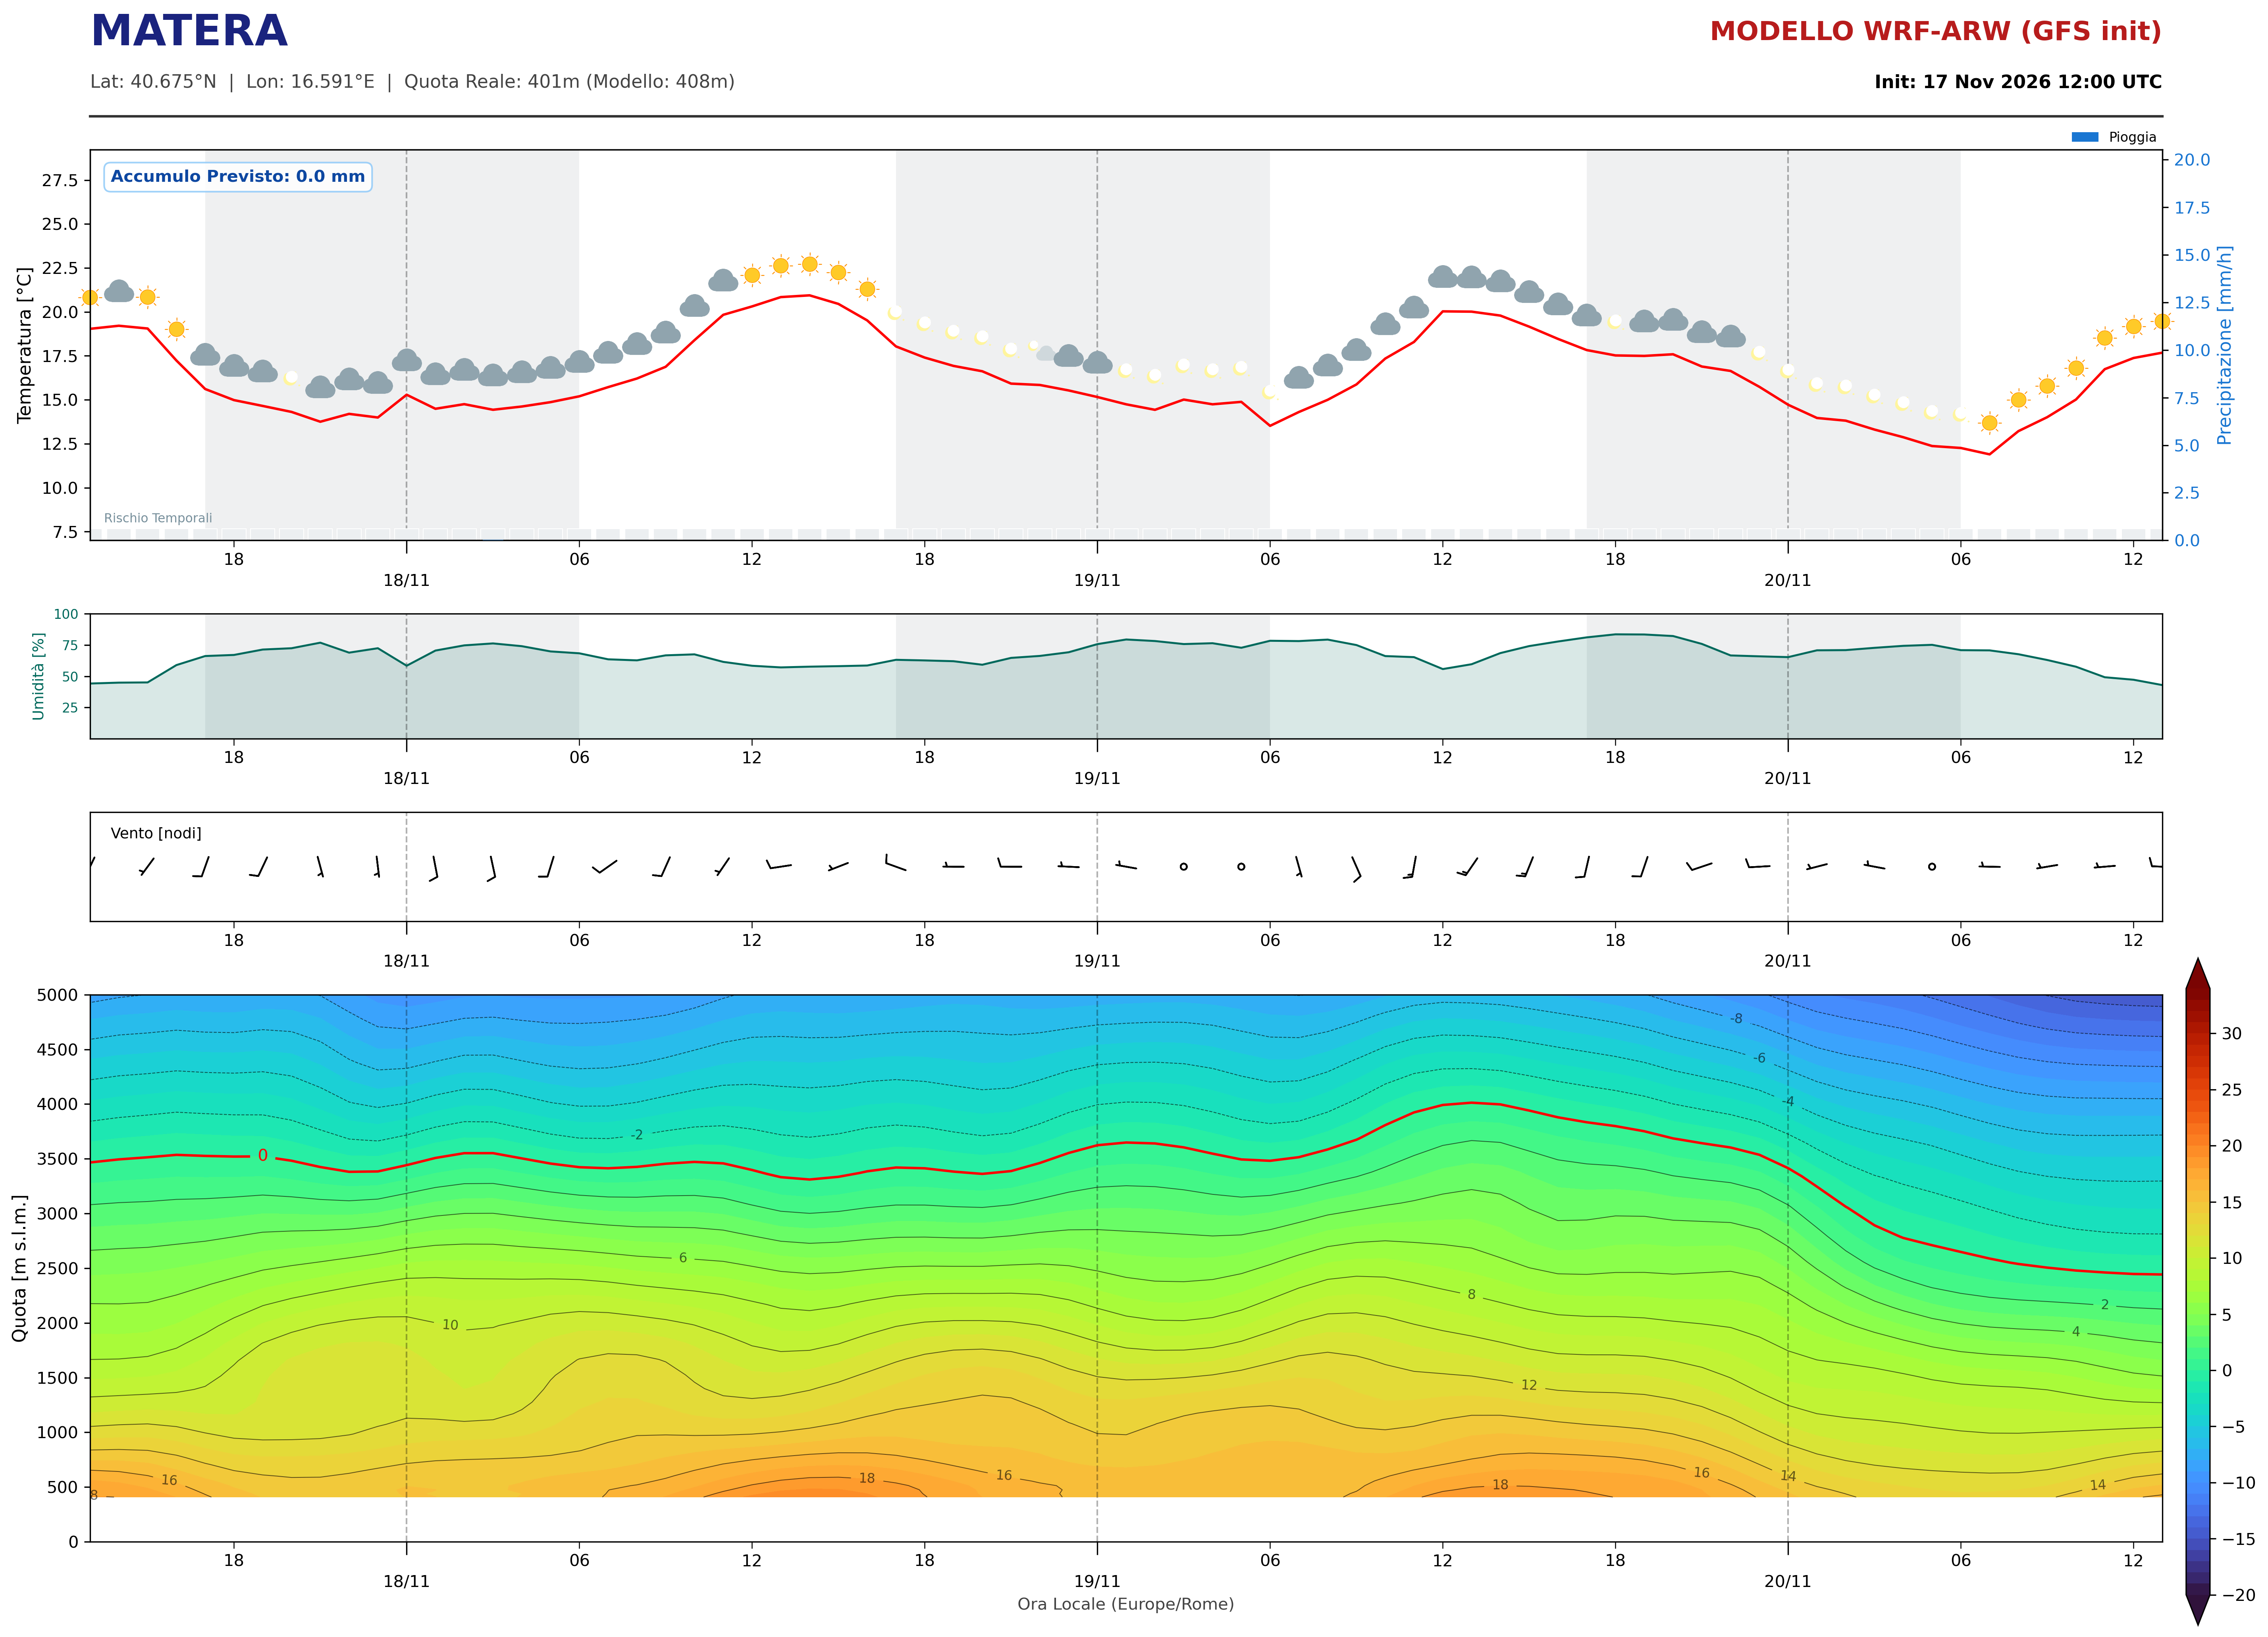 MATERA
MODELLO WRF-ARW (GFS init)
Lat: 40.675°N | Lon: 16.591°E | Quota Reale: 401m (Modello: 408m)
Init: 17 Nov 2026 12:00 UTC
Pioggia
Accumulo Previsto: 0.0 mm
Temperatura [°C]
27.5
25.0
22.5
20.0
17.5
15.0
12.5
10.0
7.5
Rischio Temporali
Precipitazione [mm/h]
20.0
17.5
15.0
12.5
10.0
7.5
5.0
2.5
0.0
18 06 12 18 06 12 18 06 12
18/11 19/11 20/11
Umidità [%]
100
75
50
25
18 06 12 18 06 12 18 06 12
18/11 19/11 20/11
Vento [nodi]
18 06 12 18 06 12 18 06 12
18/11 19/11 20/11
Quota [m s.l.m.]
5000
4500
4000
3500
3000
2500
2000
1500
1000
500
0
-8
-6
-4
-2
0
6
8
2
10
4
12
16 18 16 18 16 14 14
8
18 06 12 18 06 12 18 06 12
18/11 19/11 20/11
Ora Locale (Europe/Rome)
30
25
20
15
10
5
0
−5
−10
−15
−20